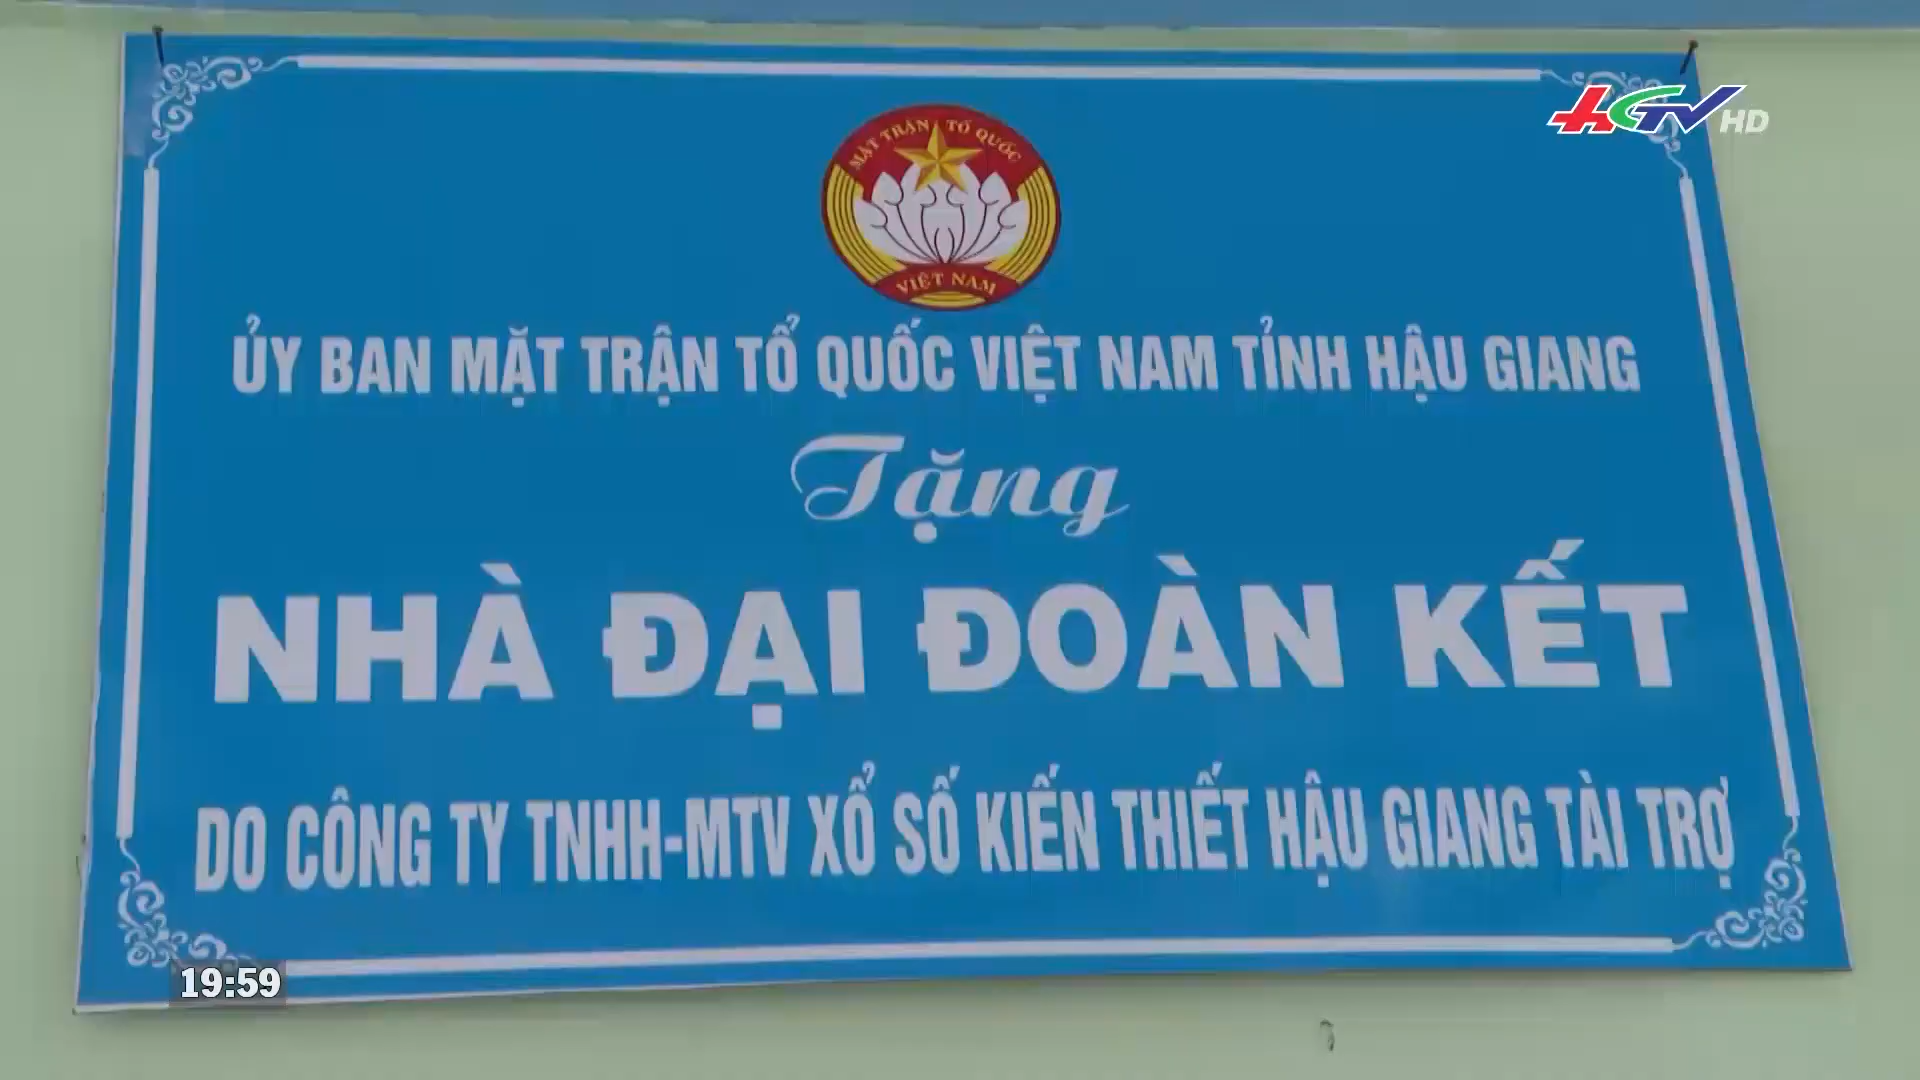 HGTV HD
MẶT TRẬN TỔ QUỐC
VIỆT NAM
ỦY BAN MẶT TRẬN TỔ QUỐC VIỆT NAM TỈNH HẬU GIANG
Tặng
NHÀ ĐẠI ĐOÀN KẾT
DO CÔNG TY TNHH-MTV XỔ SỐ KIẾN THIẾT HẬU GIANG TÀI TRỢ
19:59